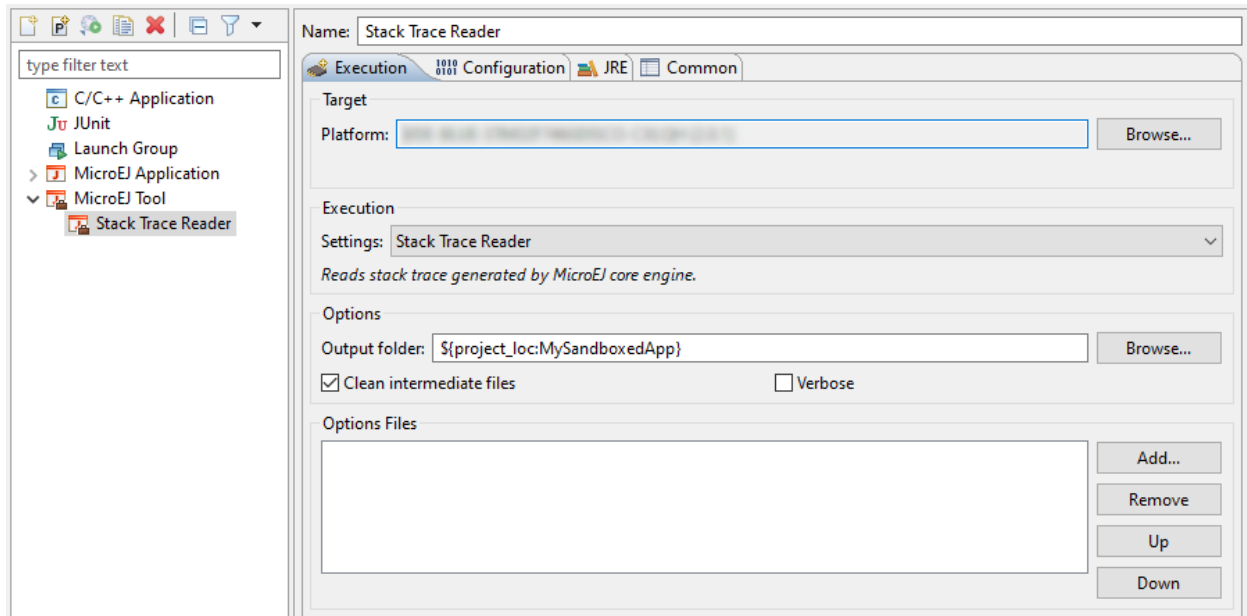 Name: Stack Trace Reader
type filter text
C/C++ Application
JUnit
Launch Group
MicroEJ Application
MicroEJ Tool
Stack Trace Reader
Execution Configuration JRE Common
Target
Platform: Browse...
Execution
Settings: Stack Trace Reader
Reads stack trace generated by MicroEJ core engine.
Options
Output folder: ${project_loc:MySandboxedApp} Browse...
Clean intermediate files Verbose
Options Files
Add...
Remove
Up
Down